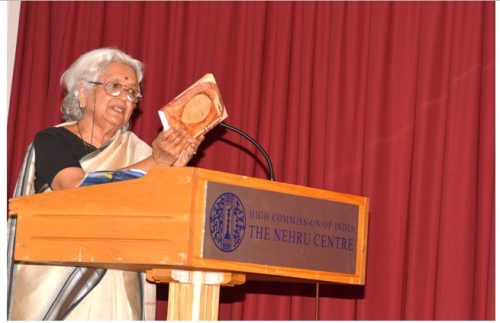 HIGH COMMISSION OF INDIA
THE NEHRU CENTRE